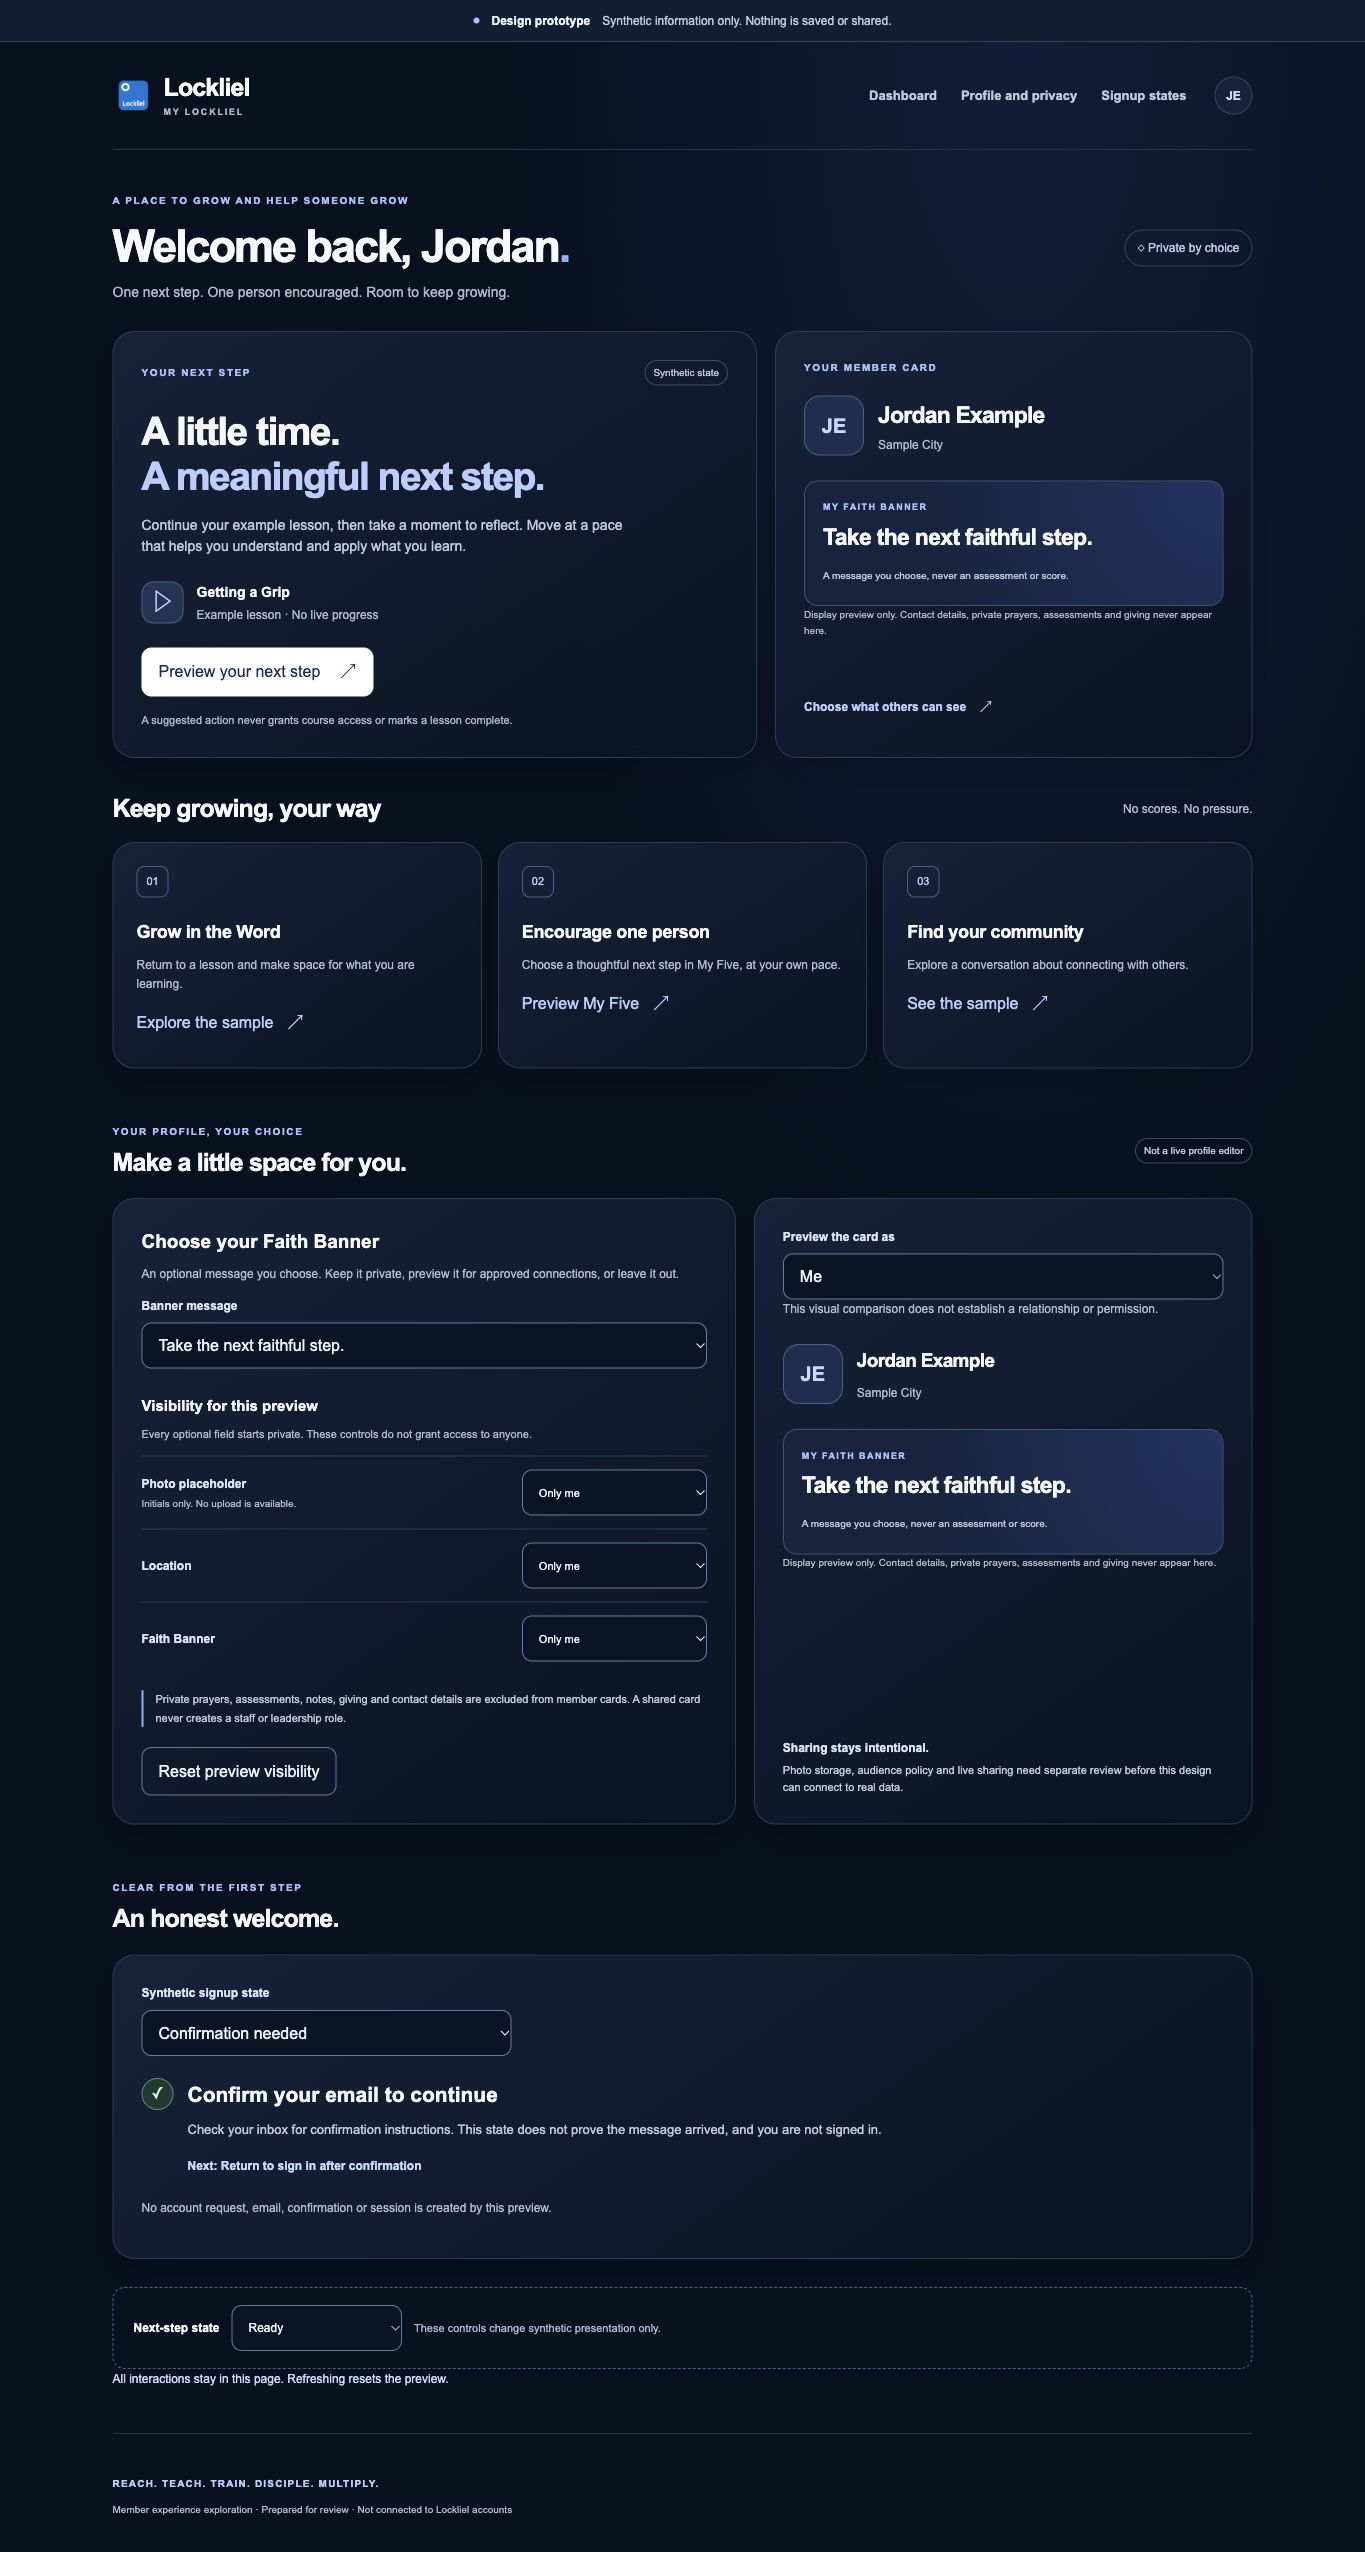 Design prototype Synthetic information only. Nothing is saved or shared.
Lockliel
Lockliel
MY LOCKLIEL
Dashboard
Profile and privacy
Signup states
JE
A PLACE TO GROW AND HELP SOMEONE GROW
Welcome back, Jordan.
Private by choice
One next step. One person encouraged. Room to keep growing.
YOUR NEXT STEP
Synthetic state
A little time.
A meaningful next step.
Continue your example lesson, then take a moment to reflect. Move at a pace
that helps you understand and apply what you learn.
Getting a Grip
Example lesson · No live progress
Preview your next step
A suggested action never grants course access or marks a lesson complete.
YOUR MEMBER CARD
JE
Jordan Example
Sample City
MY FAITH BANNER
Take the next faithful step.
A message you choose, never an assessment or score.
Display preview only. Contact details, private prayers, assessments and giving never appear
here.
Choose what others can see
Keep growing, your way
No scores. No pressure.
01
Grow in the Word
Return to a lesson and make space for what you are
learning.
Explore the sample
02
Encourage one person
Choose a thoughtful next step in My Five, at your own pace.
Preview My Five
03
Find your community
Explore a conversation about connecting with others.
See the sample
YOUR PROFILE, YOUR CHOICE
Make a little space for you.
Not a live profile editor
Choose your Faith Banner
An optional message you choose. Keep it private, preview it for approved connections, or leave it out.
Banner message
Take the next faithful step.
Visibility for this preview
Every optional field starts private. These controls do not grant access to anyone.
Photo placeholder
Initials only. No upload is available.
Only me
Location
Only me
Faith Banner
Only me
Private prayers, assessments, notes, giving and contact details are excluded from member cards. A shared card
never creates a staff or leadership role.
Reset preview visibility
Preview the card as
Me
This visual comparison does not establish a relationship or permission.
JE
Jordan Example
Sample City
MY FAITH BANNER
Take the next faithful step.
A message you choose, never an assessment or score.
Display preview only. Contact details, private prayers, assessments and giving never appear here.
Sharing stays intentional.
Photo storage, audience policy and live sharing need separate review before this design
can connect to real data.
CLEAR FROM THE FIRST STEP
An honest welcome.
Synthetic signup state
Confirmation needed
Confirm your email to continue
Check your inbox for confirmation instructions. This state does not prove the message arrived, and you are not signed in.
Next: Return to sign in after confirmation
No account request, email, confirmation or session is created by this preview.
Next-step state
Ready
These controls change synthetic presentation only.
All interactions stay in this page. Refreshing resets the preview.
REACH. TEACH. TRAIN. DISCIPLE. MULTIPLY.
Member experience exploration · Prepared for review · Not connected to Lockliel accounts